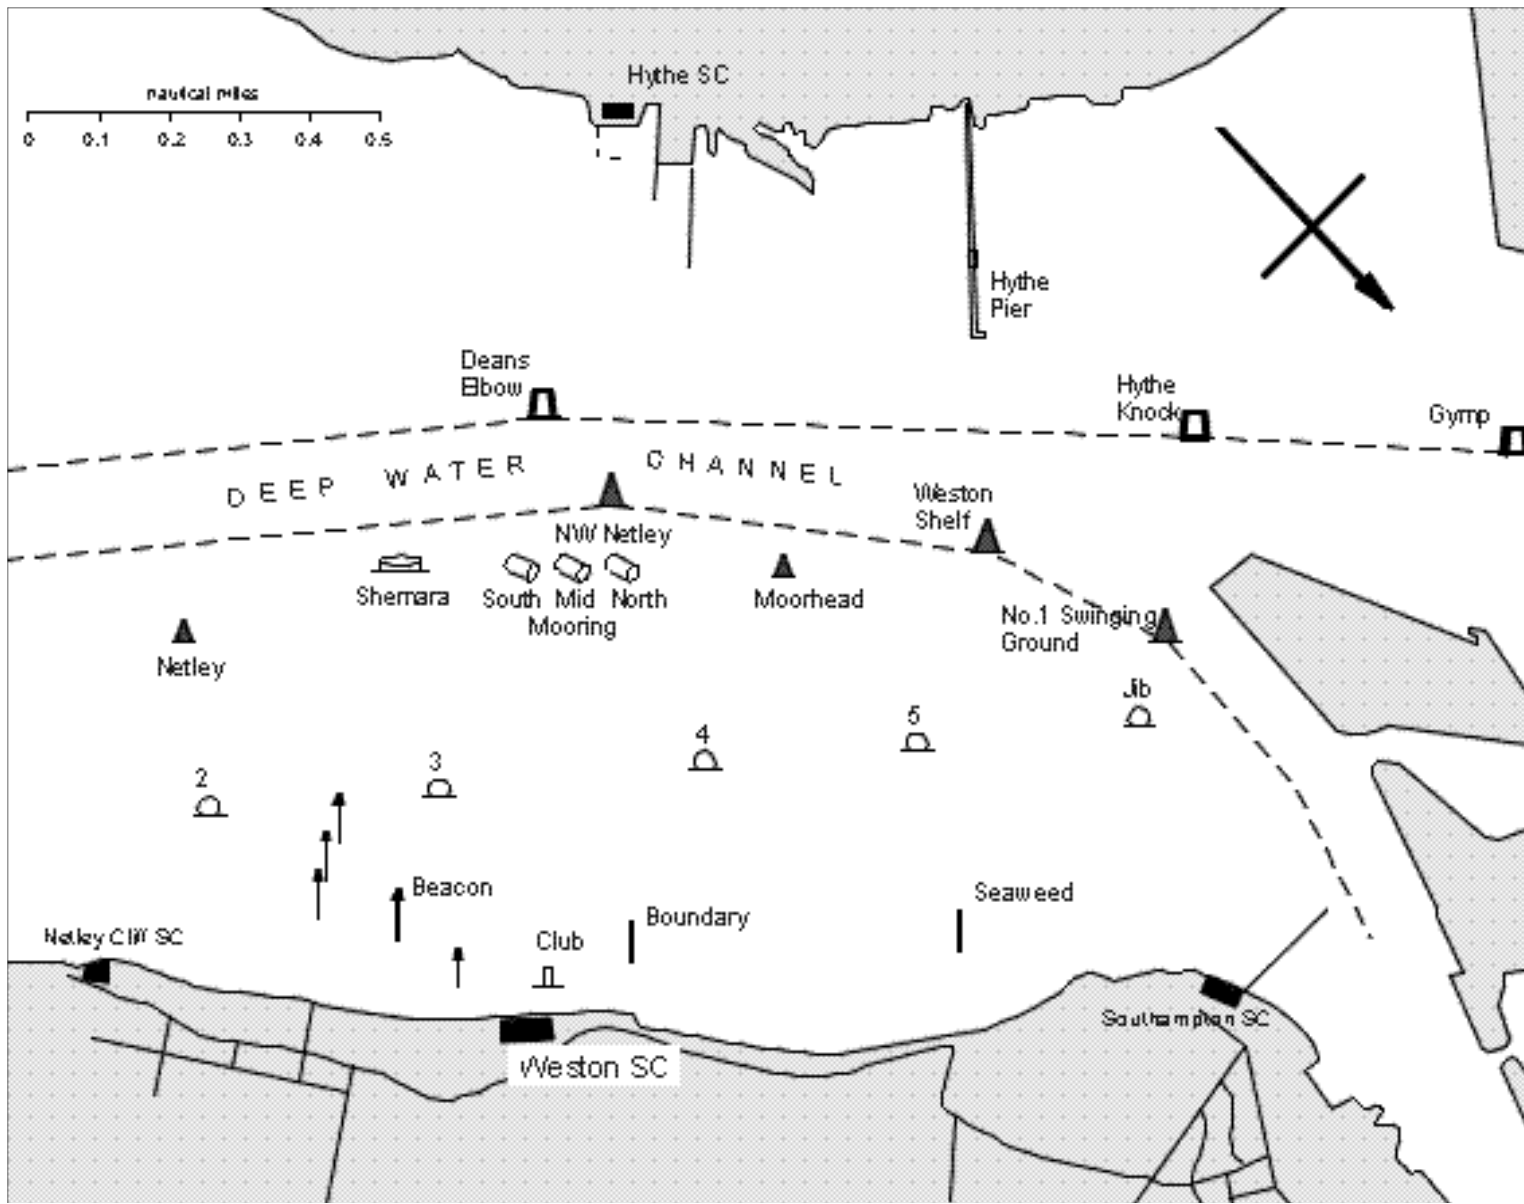 Hythe SC
nautical miles
0 0.1 0.2 0.3 0.4 0.5
Hythe
Pier
Deans
Elbow
Hythe
Knock
Gymp
DEEP WATER CHANNEL
Weston
Shelf
NW Netley
Shemara
South Mid North
Mooring
Moorhead
No.1 Swinging
Ground
Netley
Jib
5
4
3
2
Beacon
Seaweed
Boundary
Netley Cliff SC
Club
Southampton SC
Weston SC